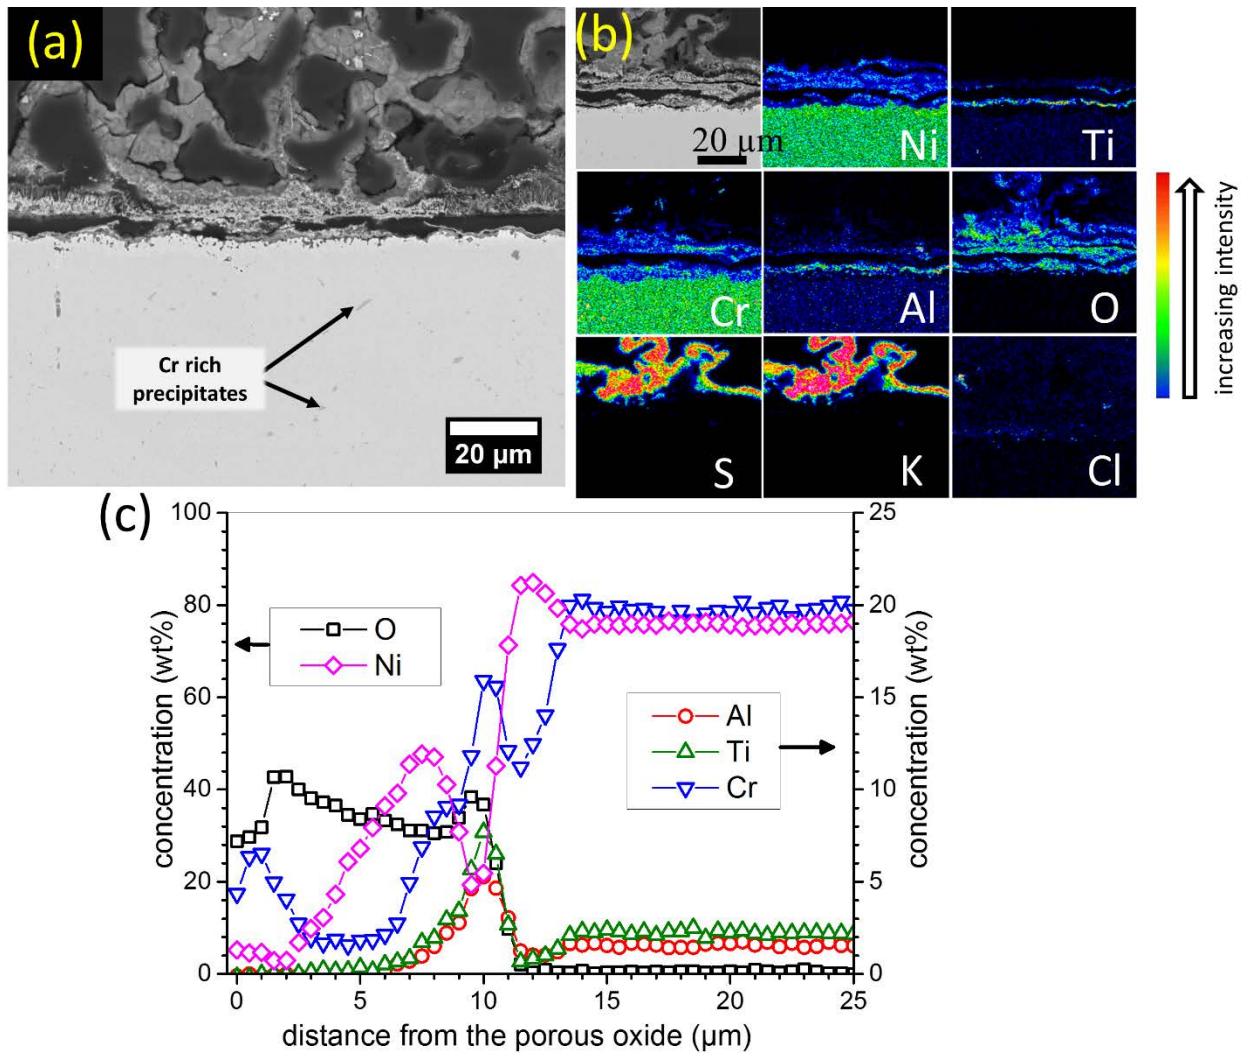 (a)
Cr rich
precipitates
20 μm
(b)
20 μm
Ni
Ti
Cr
Al
O
S
K
Cl
increasing intensity
(c)
100
80
60
40
20
0
concentration (wt%)
O
Ni
Al
Ti
Cr
25
20
15
10
5
0
concentration (wt%)
0 5 10 15 20 25
distance from the porous oxide (μm)